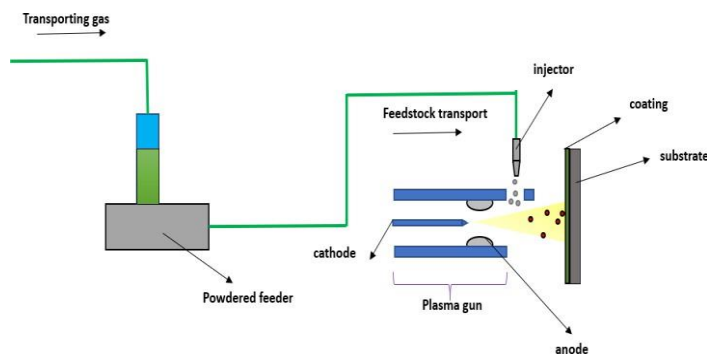 Transporting gas
injector
coating
Feedstock transport
substrate
cathode
Powdered feeder
Plasma gun
anode